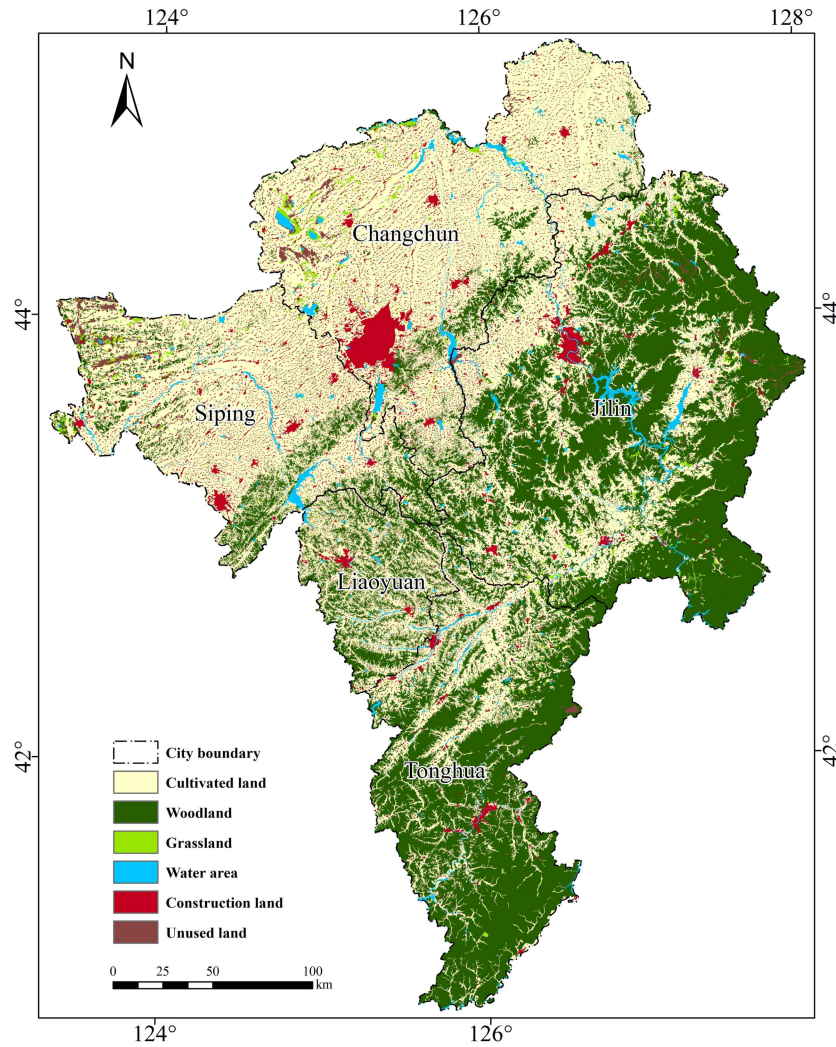 124°
126°
128°
N
Changchun
44°
44°
Siping
Jilin
Liaoyuan
42°
42°
Tonghua
City boundary
Cultivated land
Woodland
Grassland
Water area
Construction land
Unused land
0 25 50 100
km
124°
126°